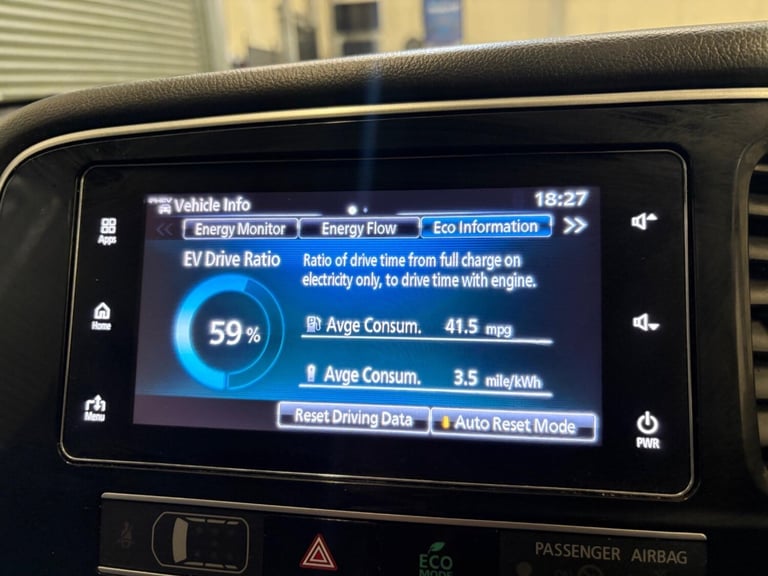 PHEV
Vehicle Info
18:27
Energy Monitor
Energy Flow
Eco Information
EV Drive Ratio
Ratio of drive time from full charge on
electricity only, to drive time with engine.
59 %
Avge Consum. 41.5 mpg
Avge Consum. 3.5 mile/kWh
Reset Driving Data
Auto Reset Mode
Apps
Home
Menu
PWR
ECO
MODE
PASSENGER AIRBAG